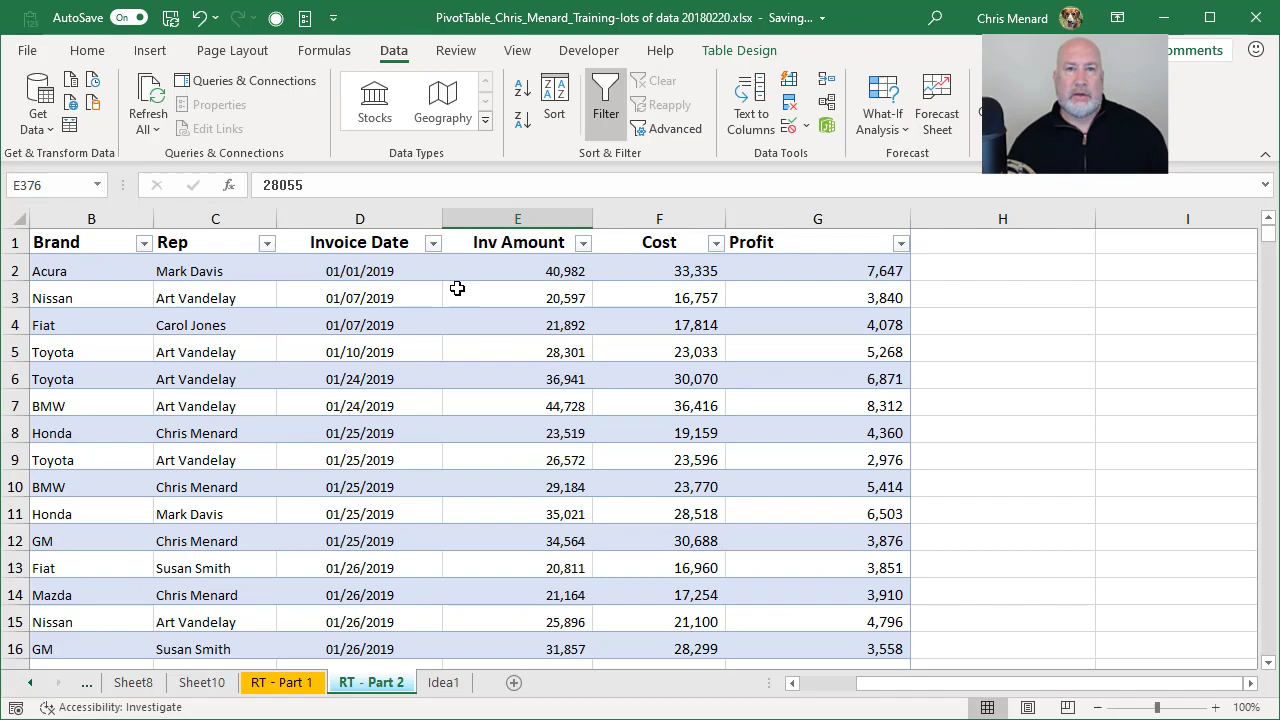 AutoSave On PivotTable_Chris_Menard_Training-lots of data 20180220.xlsx - Saving... Chris Menard
File Home Insert Page Layout Formulas Data Review View Developer Help Table Design omments
Get Data Refresh All Queries & Connections Properties Edit Links Stocks Geography Sort Filter Clear Reapply Advanced Text to Columns What-If Analysis Forecast Sheet
Get & Transform Data Queries & Connections Data Types Sort & Filter Data Tools Forecast
E376 fx 28055
B C D E F G H I
1 Brand Rep Invoice Date Inv Amount Cost Profit
2 Acura Mark Davis 01/01/2019 40,982 33,335 7,647
3 Nissan Art Vandelay 01/07/2019 20,597 16,757 3,840
4 Fiat Carol Jones 01/07/2019 21,892 17,814 4,078
5 Toyota Art Vandelay 01/10/2019 28,301 23,033 5,268
6 Toyota Art Vandelay 01/24/2019 36,941 30,070 6,871
7 BMW Art Vandelay 01/24/2019 44,728 36,416 8,312
8 Honda Chris Menard 01/25/2019 23,519 19,159 4,360
9 Toyota Art Vandelay 01/25/2019 26,572 23,596 2,976
10 BMW Chris Menard 01/25/2019 29,184 23,770 5,414
11 Honda Mark Davis 01/25/2019 35,021 28,518 6,503
12 GM Chris Menard 01/25/2019 34,564 30,688 3,876
13 Fiat Susan Smith 01/26/2019 20,811 16,960 3,851
14 Mazda Chris Menard 01/26/2019 21,164 17,254 3,910
15 Nissan Art Vandelay 01/26/2019 25,896 21,100 4,796
16 GM Susan Smith 01/26/2019 31,857 28,299 3,558
... Sheet8 Sheet10 RT - Part 1 RT - Part 2 Idea1
Accessibility: Investigate 100%